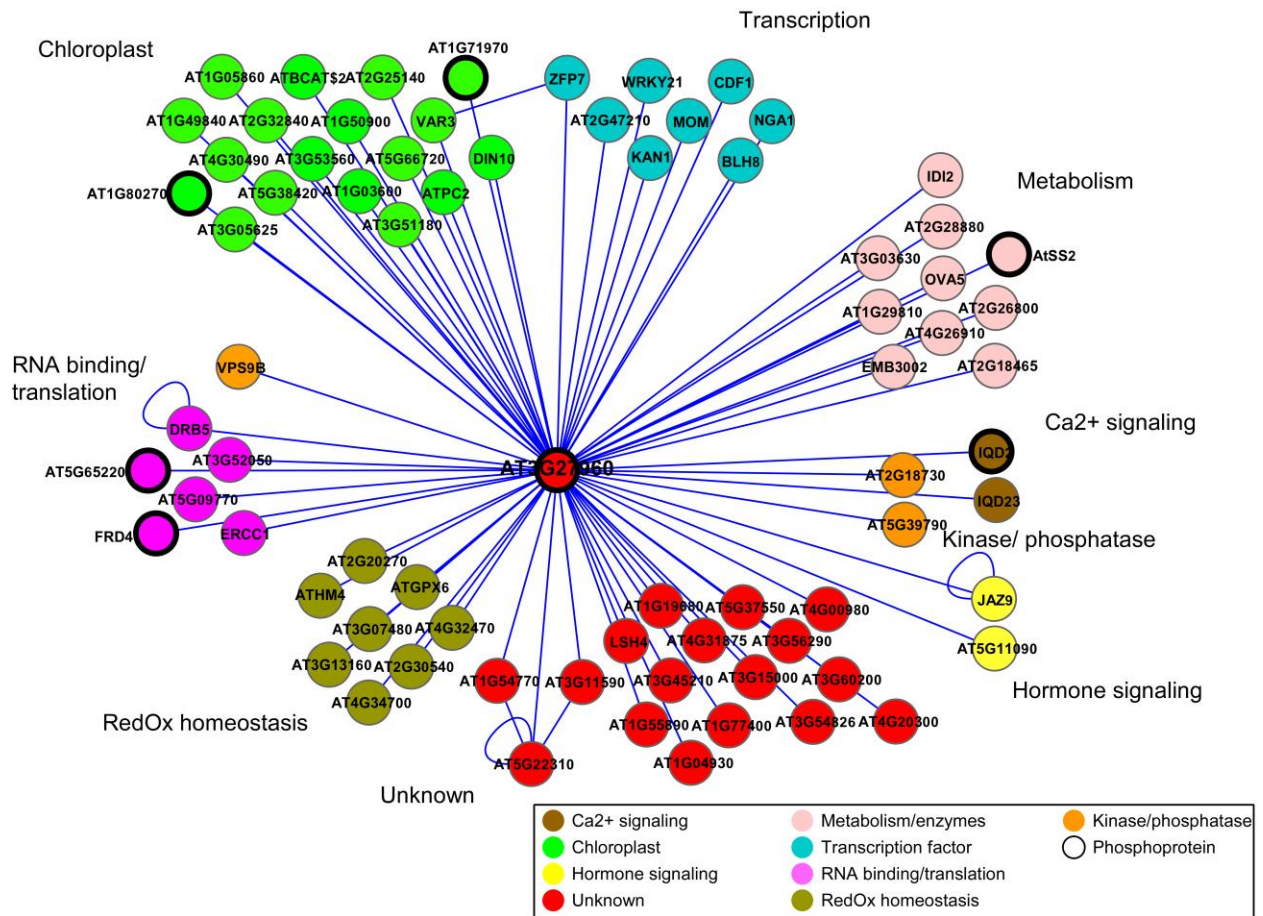 Transcription
Chloroplast
AT1G71970
AT1G05860
ATBCAT$2
AT2G25140
ZFP7
WRKY21
CDF1
AT1G49840
AT2G32840
AT1G50900
VAR3
AT2G47210
MOM
NGA1
AT4G30490
AT3G53560
AT5G66720
DIN10
KAN1
BLH8
AT1G80270
AT5G38420
AT1G03600
ATPC2
AT3G05625
AT3G51180
IDI2
Metabolism
AT2G28880
AT3G03630
AtSS2
OVA5
AT1G29810
AT2G26800
AT4G26910
EMB3002
AT2G18465
RNA binding/
translation
VPS9B
DRB5
AT3G52050
AT5G65220
AT5G09770
FRD4
ERCC1
AT3G27960
Ca2+ signaling
AT2G18730
IQD23
AT5G39790
Kinase/ phosphatase
JAZ9
AT5G11090
Hormone signaling
AT2G20270
ATHM4
ATGPX6
AT3G07480
AT4G32470
AT3G13160
AT2G30540
AT4G34700
RedOx homeostasis
AT1G19680
AT5G37550
AT4G00980
LSH4
AT4G31875
AT3G56290
AT1G54770
AT3G11590
AT3G45210
AT3G15000
AT3G60200
AT1G55890
AT1G77400
AT3G54826
AT4G20300
AT5G22310
AT1G04930
Unknown
Ca2+ signaling
Chloroplast
Hormone signaling
Unknown
Metabolism/enzymes
Transcription factor
RNA binding/translation
RedOx homeostasis
Kinase/phosphatase
Phosphoprotein